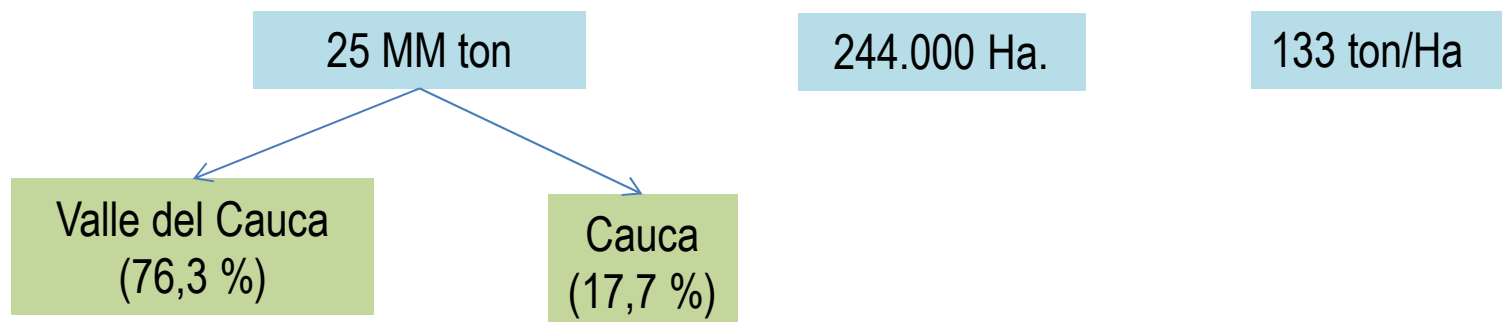 25 MM ton
244.000 Ha.
133 ton/Ha
Valle del Cauca
(76,3 %)
Cauca
(17,7 %)